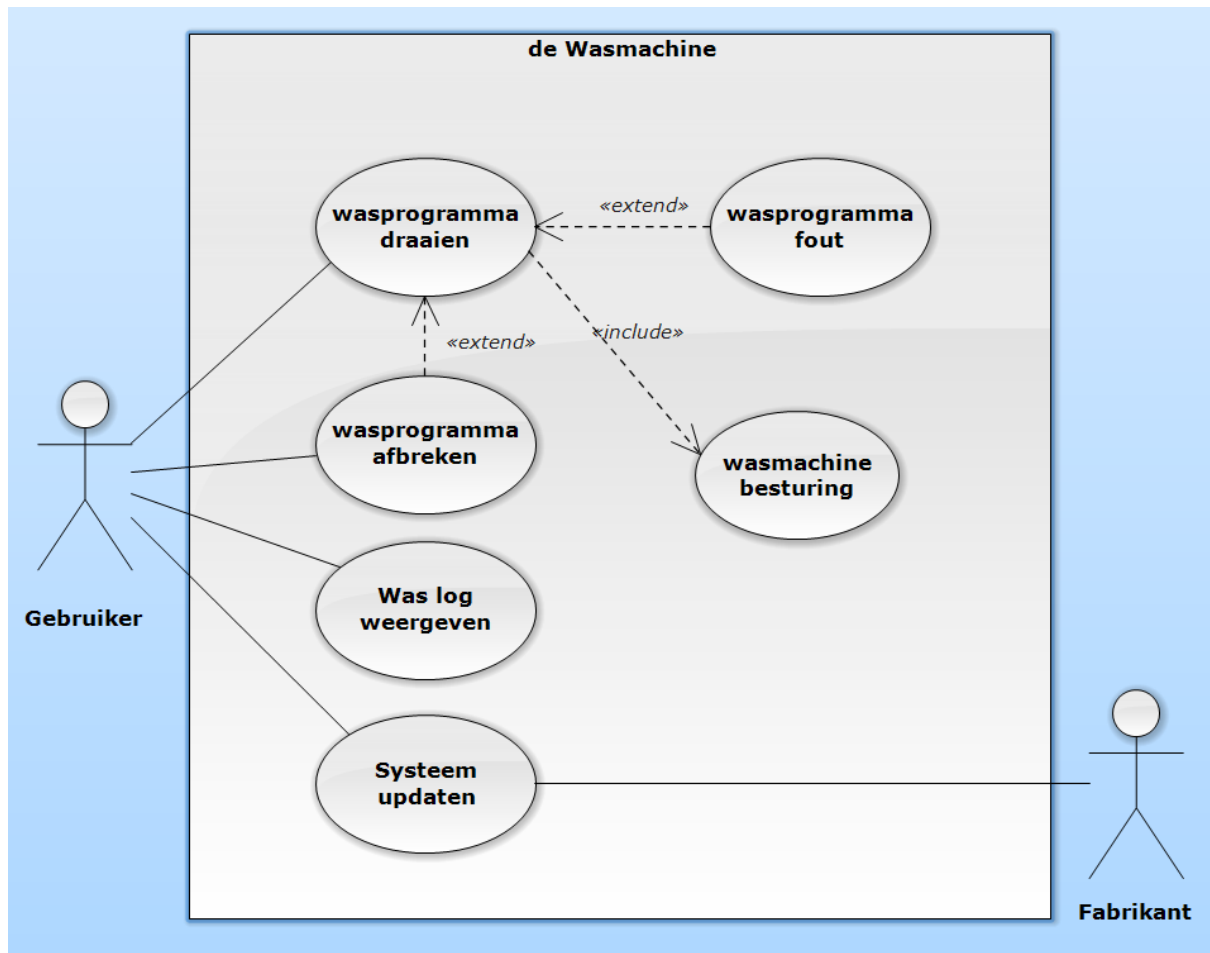 de Wasmachine
wasprogramma
draaien
«extend»
wasprogramma
fout
«include»
«extend»
wasprogramma
afbreken
wasmachine
besturing
Was log
weergeven
Gebruiker
Systeem
updaten
Fabrikant